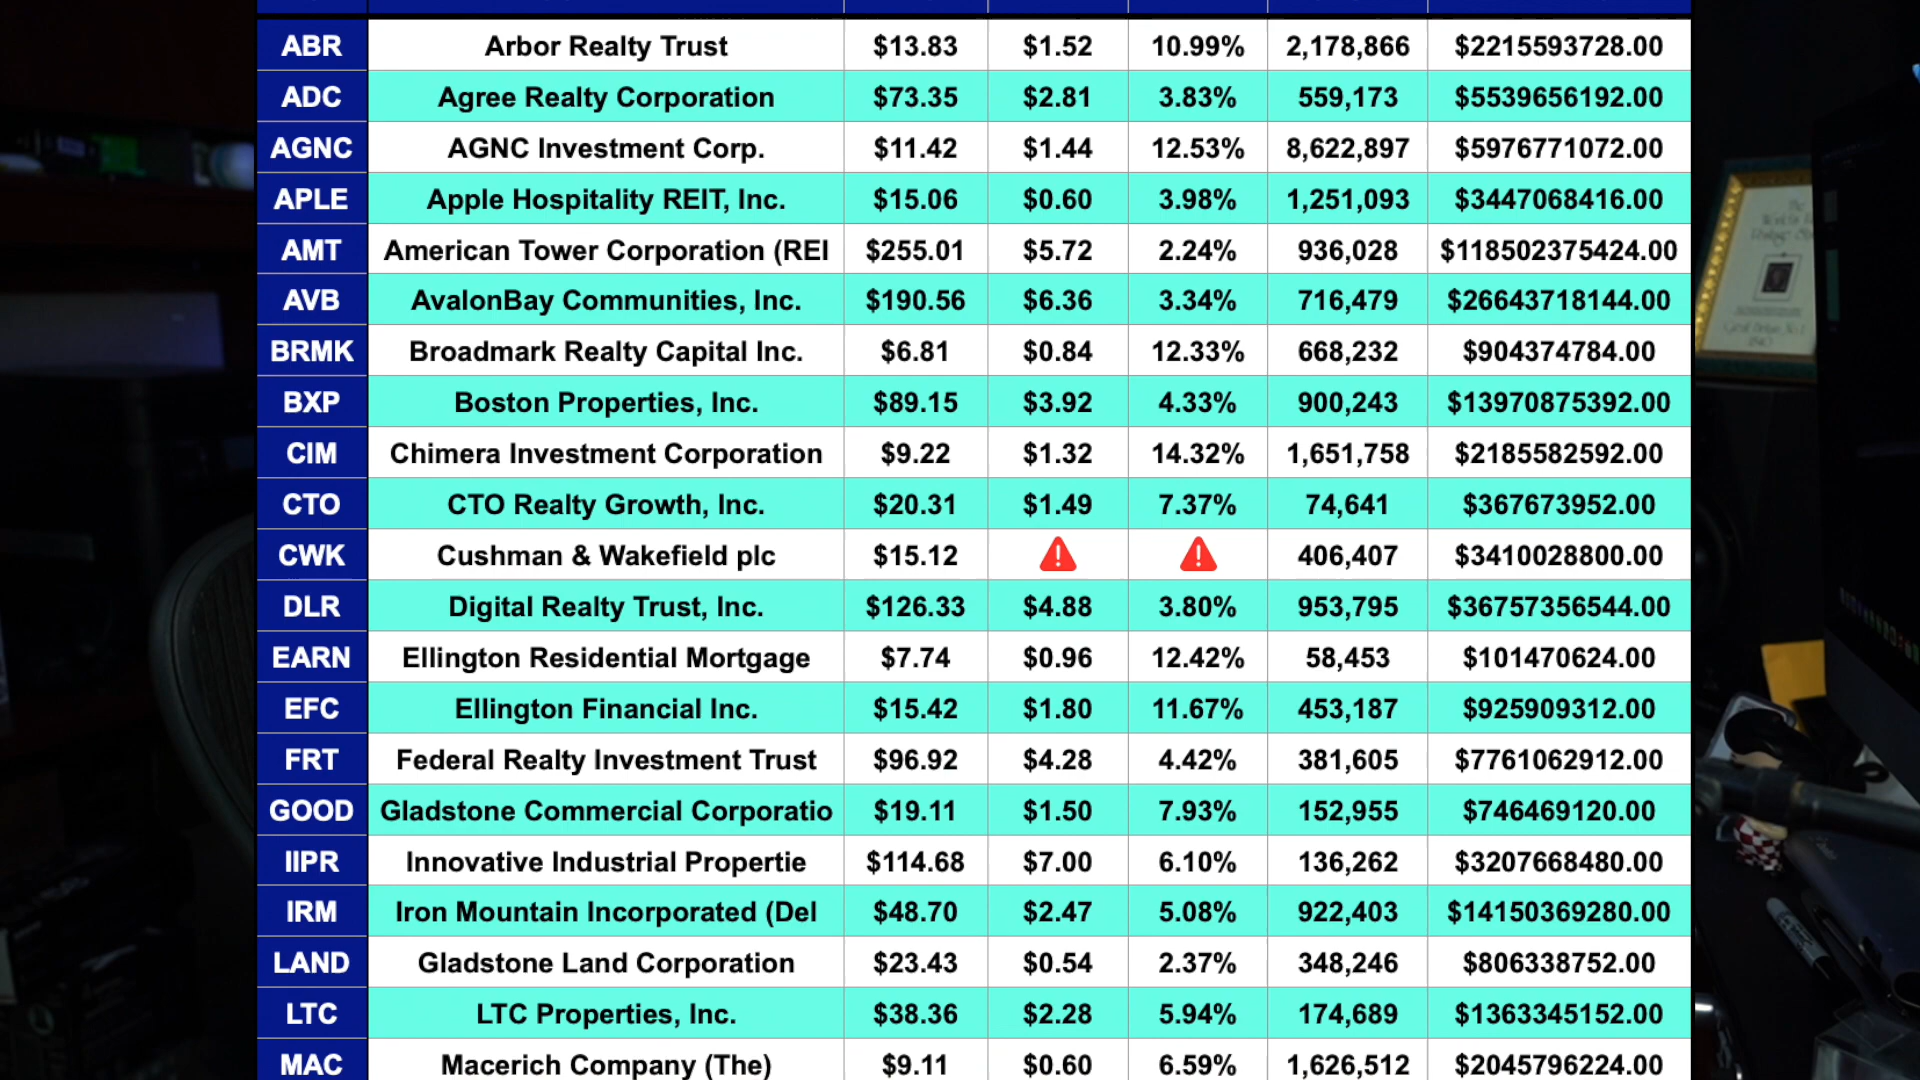 ABR Arbor Realty Trust $13.83 $1.52 10.99% 2,178,866 $2215593728.00
ADC Agree Realty Corporation $73.35 $2.81 3.83% 559,173 $5539656192.00
AGNC AGNC Investment Corp. $11.42 $1.44 12.53% 8,622,897 $5976771072.00
APLE Apple Hospitality REIT, Inc. $15.06 $0.60 3.98% 1,251,093 $3447068416.00
AMT American Tower Corporation (REI $255.01 $5.72 2.24% 936,028 $118502375424.00
AVB AvalonBay Communities, Inc. $190.56 $6.36 3.34% 716,479 $26643718144.00
BRMK Broadmark Realty Capital Inc. $6.81 $0.84 12.33% 668,232 $904374784.00
BXP Boston Properties, Inc. $89.15 $3.92 4.33% 900,243 $13970875392.00
CIM Chimera Investment Corporation $9.22 $1.32 14.32% 1,651,758 $2185582592.00
CTO CTO Realty Growth, Inc. $20.31 $1.49 7.37% 74,641 $367673952.00
CWK Cushman & Wakefield plc $15.12 406,407 $3410028800.00
DLR Digital Realty Trust, Inc. $126.33 $4.88 3.80% 953,795 $36757356544.00
EARN Ellington Residential Mortgage $7.74 $0.96 12.42% 58,453 $101470624.00
EFC Ellington Financial Inc. $15.42 $1.80 11.67% 453,187 $925909312.00
FRT Federal Realty Investment Trust $96.92 $4.28 4.42% 381,605 $7761062912.00
GOOD Gladstone Commercial Corporatio $19.11 $1.50 7.93% 152,955 $746469120.00
IIPR Innovative Industrial Propertie $114.68 $7.00 6.10% 136,262 $3207668480.00
IRM Iron Mountain Incorporated (Del $48.70 $2.47 5.08% 922,403 $14150369280.00
LAND Gladstone Land Corporation $23.43 $0.54 2.37% 348,246 $806338752.00
LTC LTC Properties, Inc. $38.36 $2.28 5.94% 174,689 $1363345152.00
MAC Macerich Company (The) $9.11 $0.60 6.59% 1,626,512 $2045796224.00